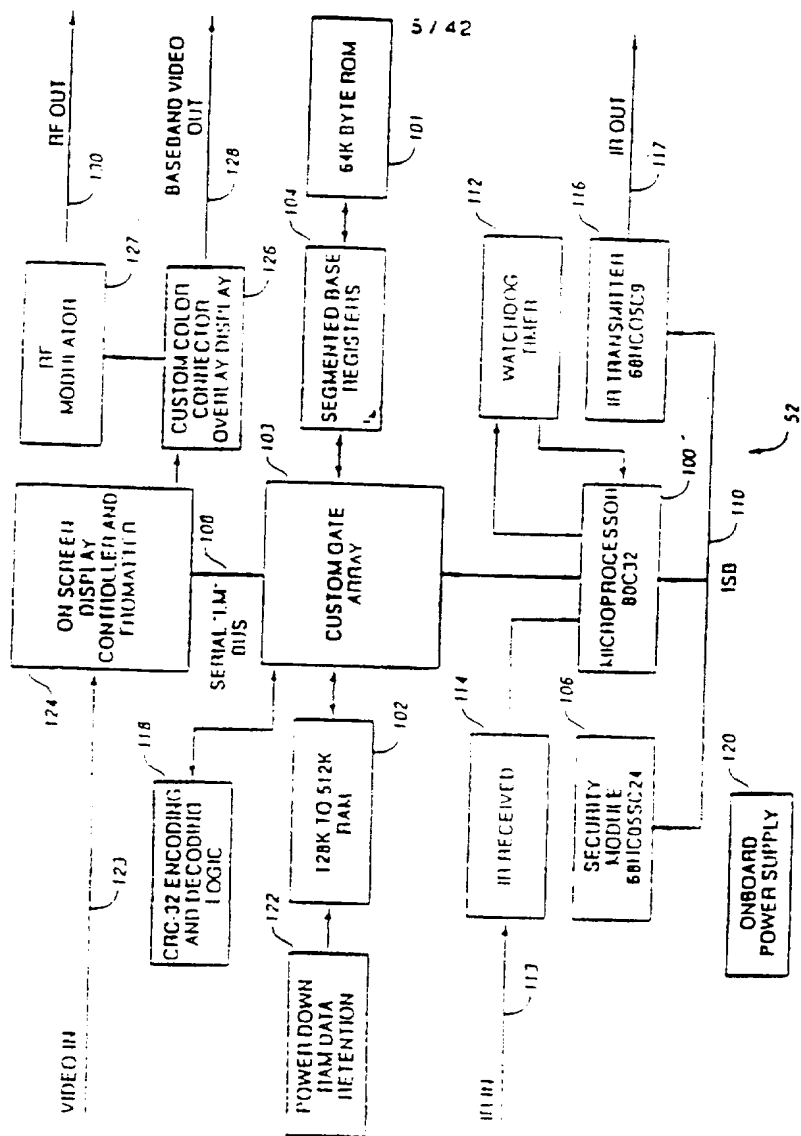 5 / 42
VIDEO IN
123
124
ON SCREEN
DISPLAY
CONTROLLER AND
RF
MODULATOR
127
130
RF OUT
118
CRC-32 ENCODING
AND DECODING
LOGIC
SERIAL "I.M"
BUS
108
CUSTOM COLOR
CONNECTOR
OVERLAY DISPLAY
126
128
BASEBAND VIDEO
OUT
122
POWER DOWN
RAM DATA
RETENTION
128K TO 512K
RAM
102
103
CUSTOM GATE
ARRAY
104
SEGMENTED BASE
REGISTERS
64K BYTE ROM
101
IR IN
113
114
IR RECEIVED
112
WATCHDOG
TIMER
106
SECURITY
MODULE
68HC05SC24
MICROPROCESSOR
80C32
100
116
IR TRANSMITTER
68HC05C9
IR OUT
117
ISB
110
120
ONBOARD
POWER SUPPLY
52